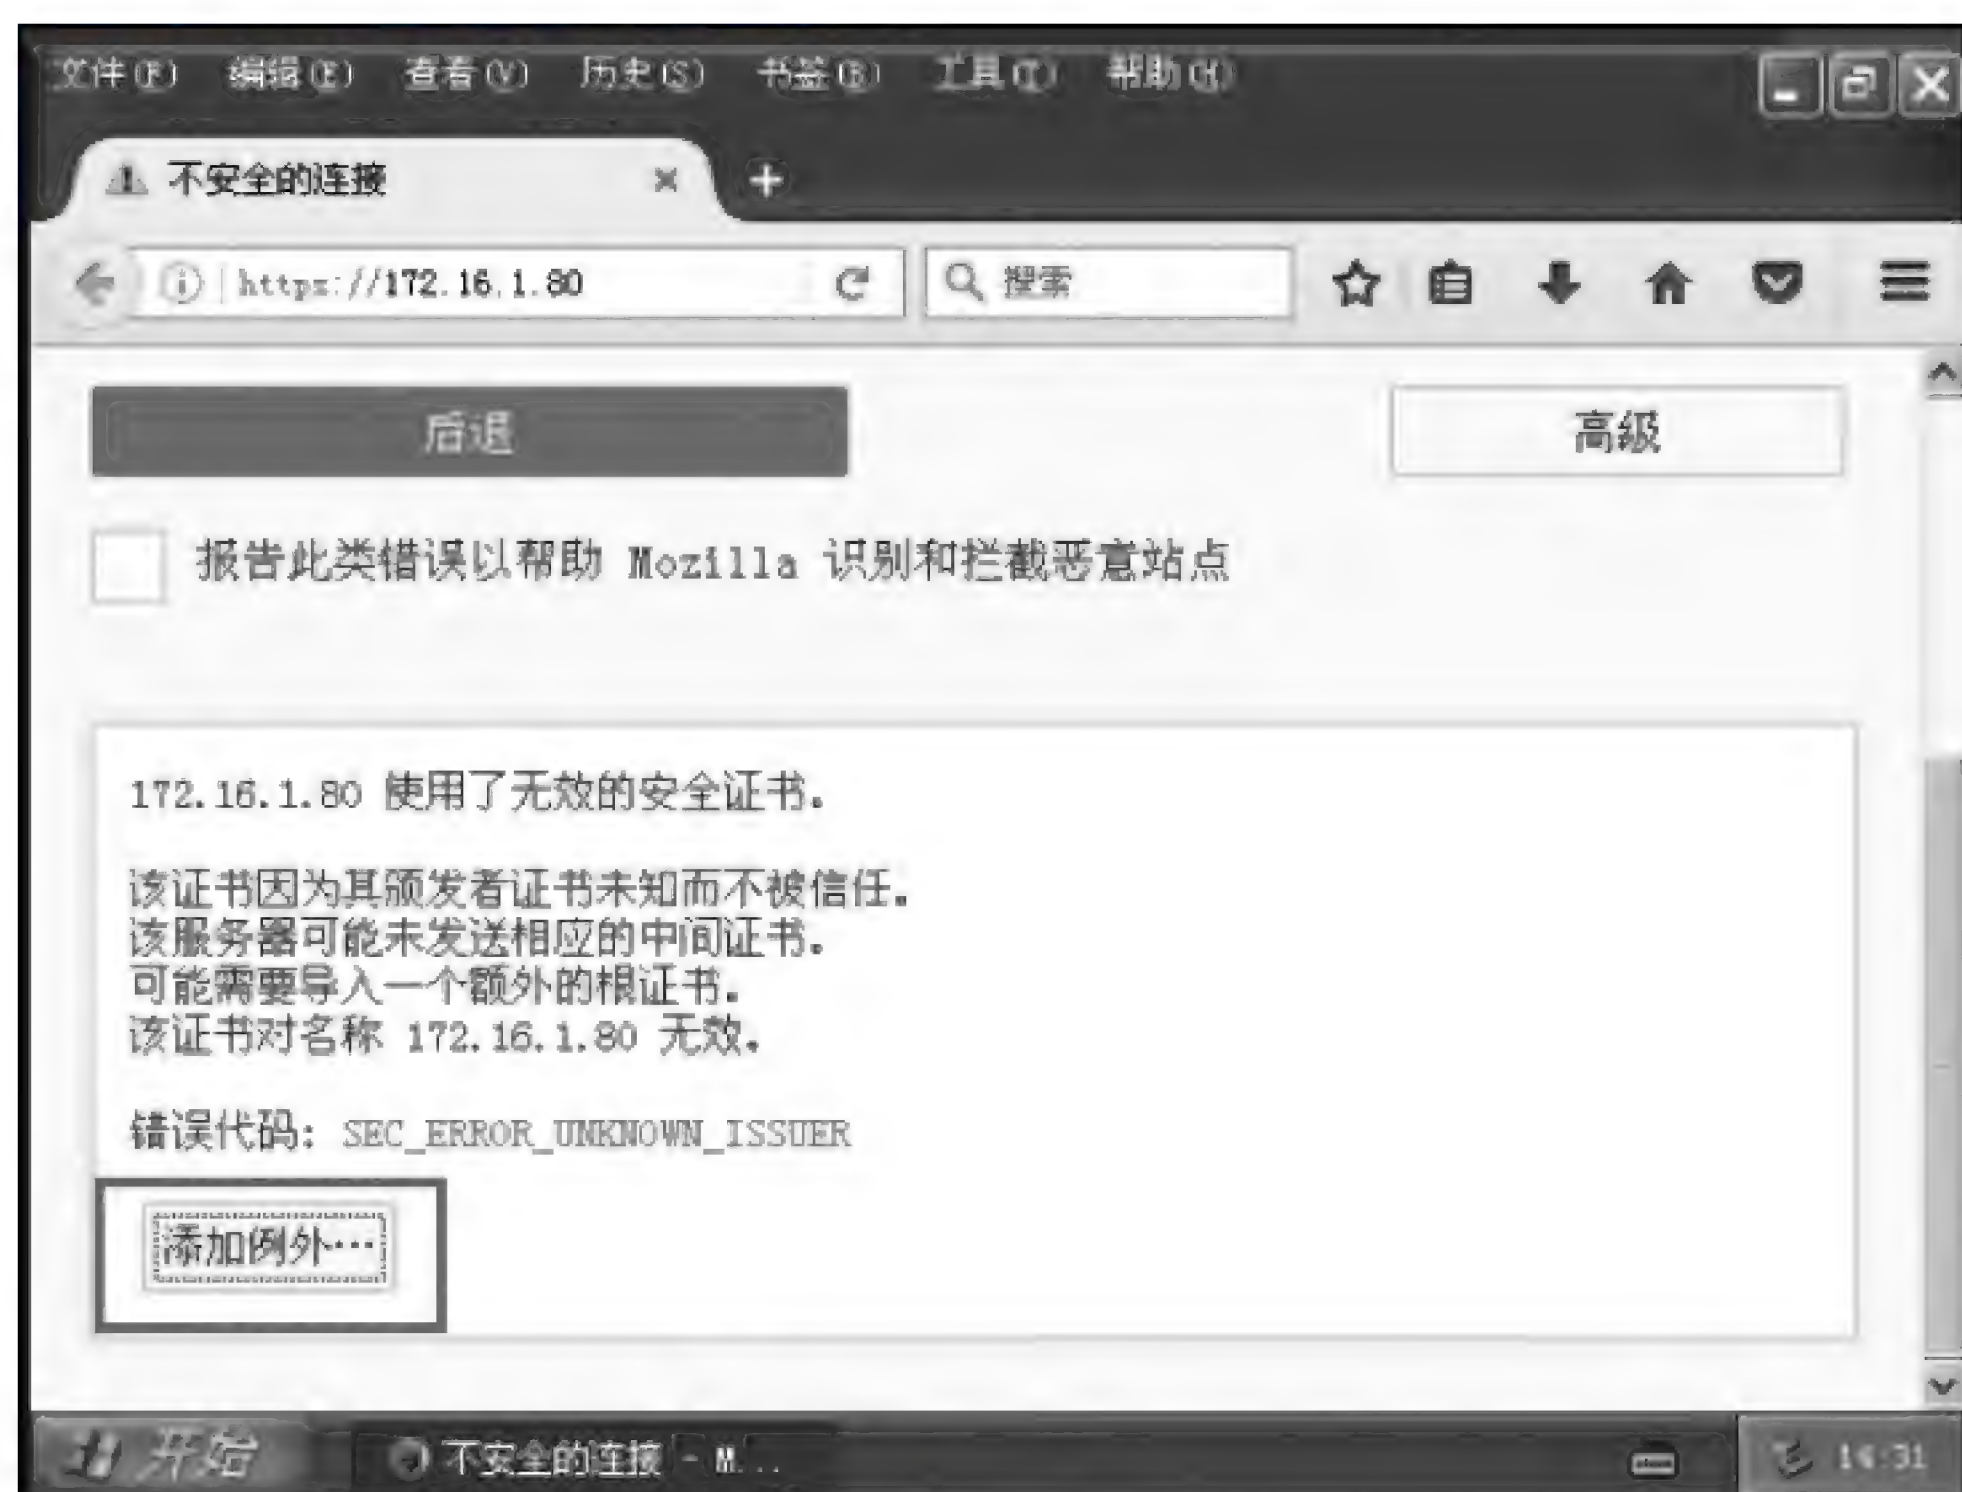 文件(F) 编辑(E) 查看(V) 历史(S) 书签(B) 工具(T) 帮助(H)
不安全的连接
https://172.16.1.80 搜索
后退 高级
报告此类错误以帮助 Mozilla 识别和拦截恶意站点
172.16.1.80 使用了无效的安全证书。
该证书因为其颁发者证书未知而不被信任。
该服务器可能未发送相应的中间证书。
可能需要导入一个额外的根证书。
该证书对名称 172.16.1.80 无效。
错误代码: SEC_ERROR_UNKNOWN_ISSUER
添加例外…
开始 不安全的连接 - M... 14:31